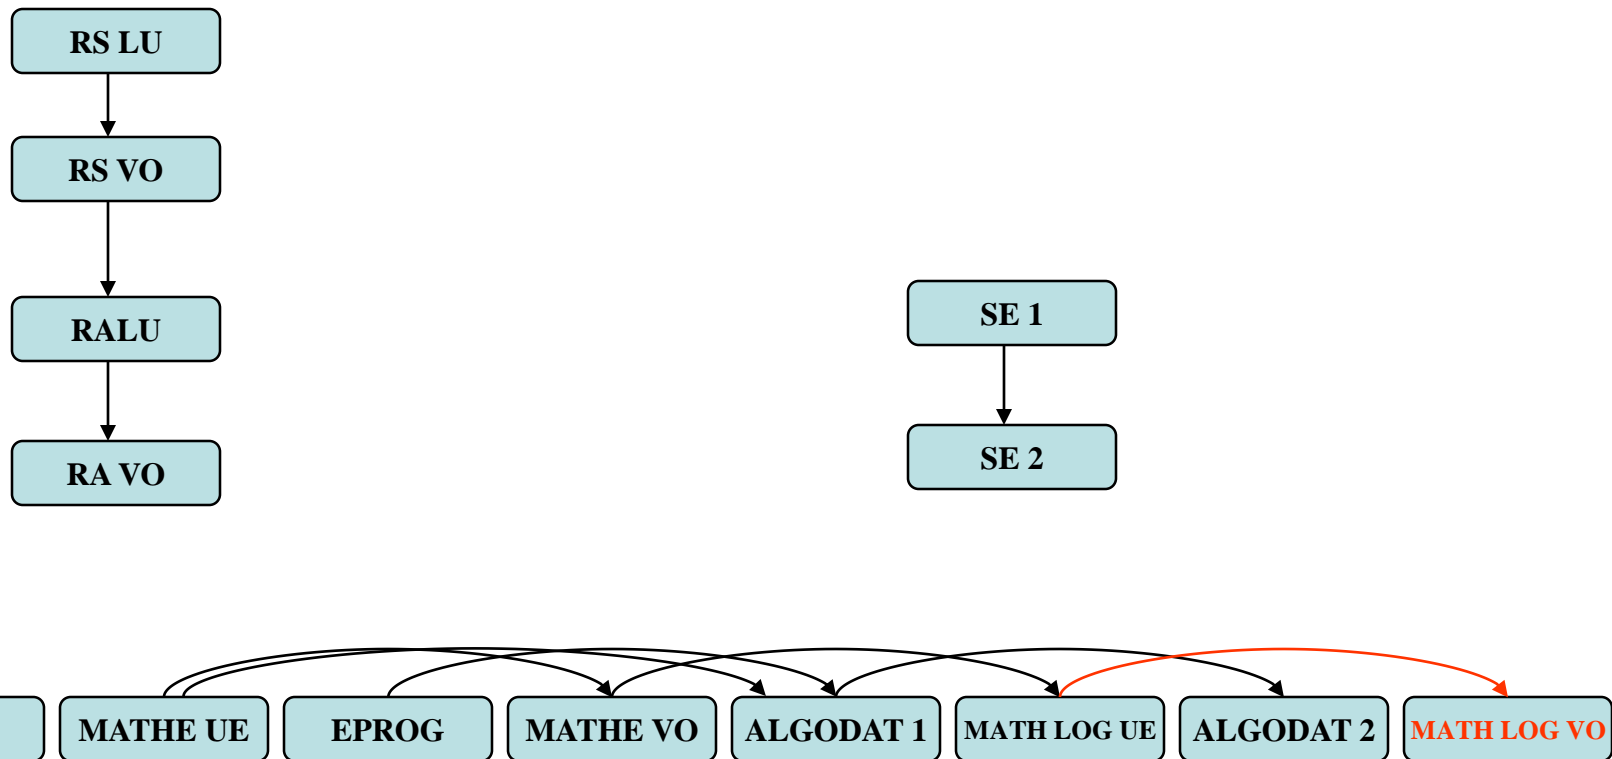 RS LU
RS VO
RALU
SE 1
RA VO
SE 2
MATHE UE
EPROG
MATHE VO
ALGODAT 1
MATH LOG UE
ALGODAT 2
MATH LOG VO